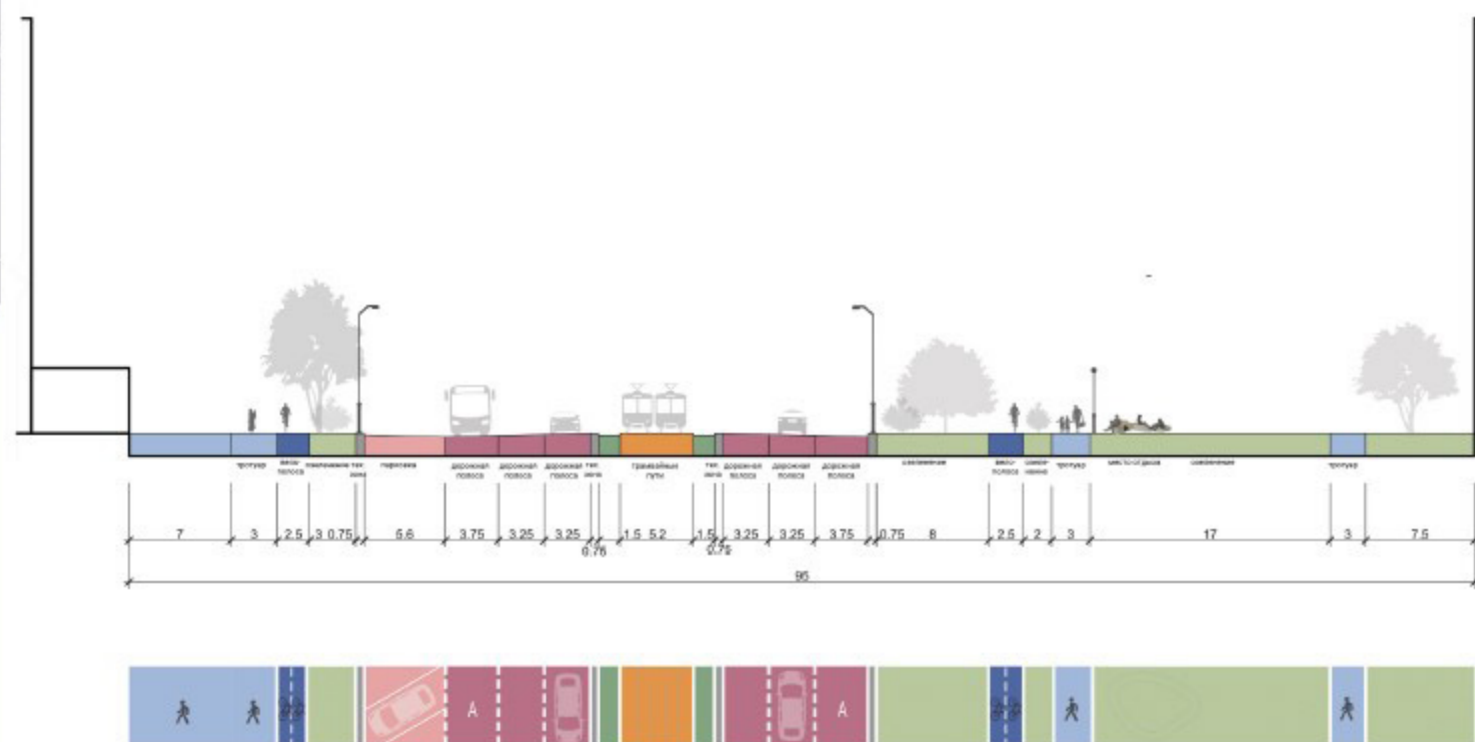 тротуар
вело-
полоса
озеленение
тех.
зона
парковка
дорожная
полоса
дорожная
полоса
дорожная
полоса
тех.
зона
трамвайные
пути
тех.
зона
дорожная
полоса
дорожная
полоса
дорожная
полоса
озеленение
вело-
полоса
озеле-
нение
тротуар
место отдыха
озеленение
тротуар
7 3 2.5 3 0.75 5.6 3.75 3.25 3.25 1.5 5.2 1.5 3.25 3.25 3.75 0.75 8 2.5 2 3 17 3 7.5
0.75 0.75
95
A A